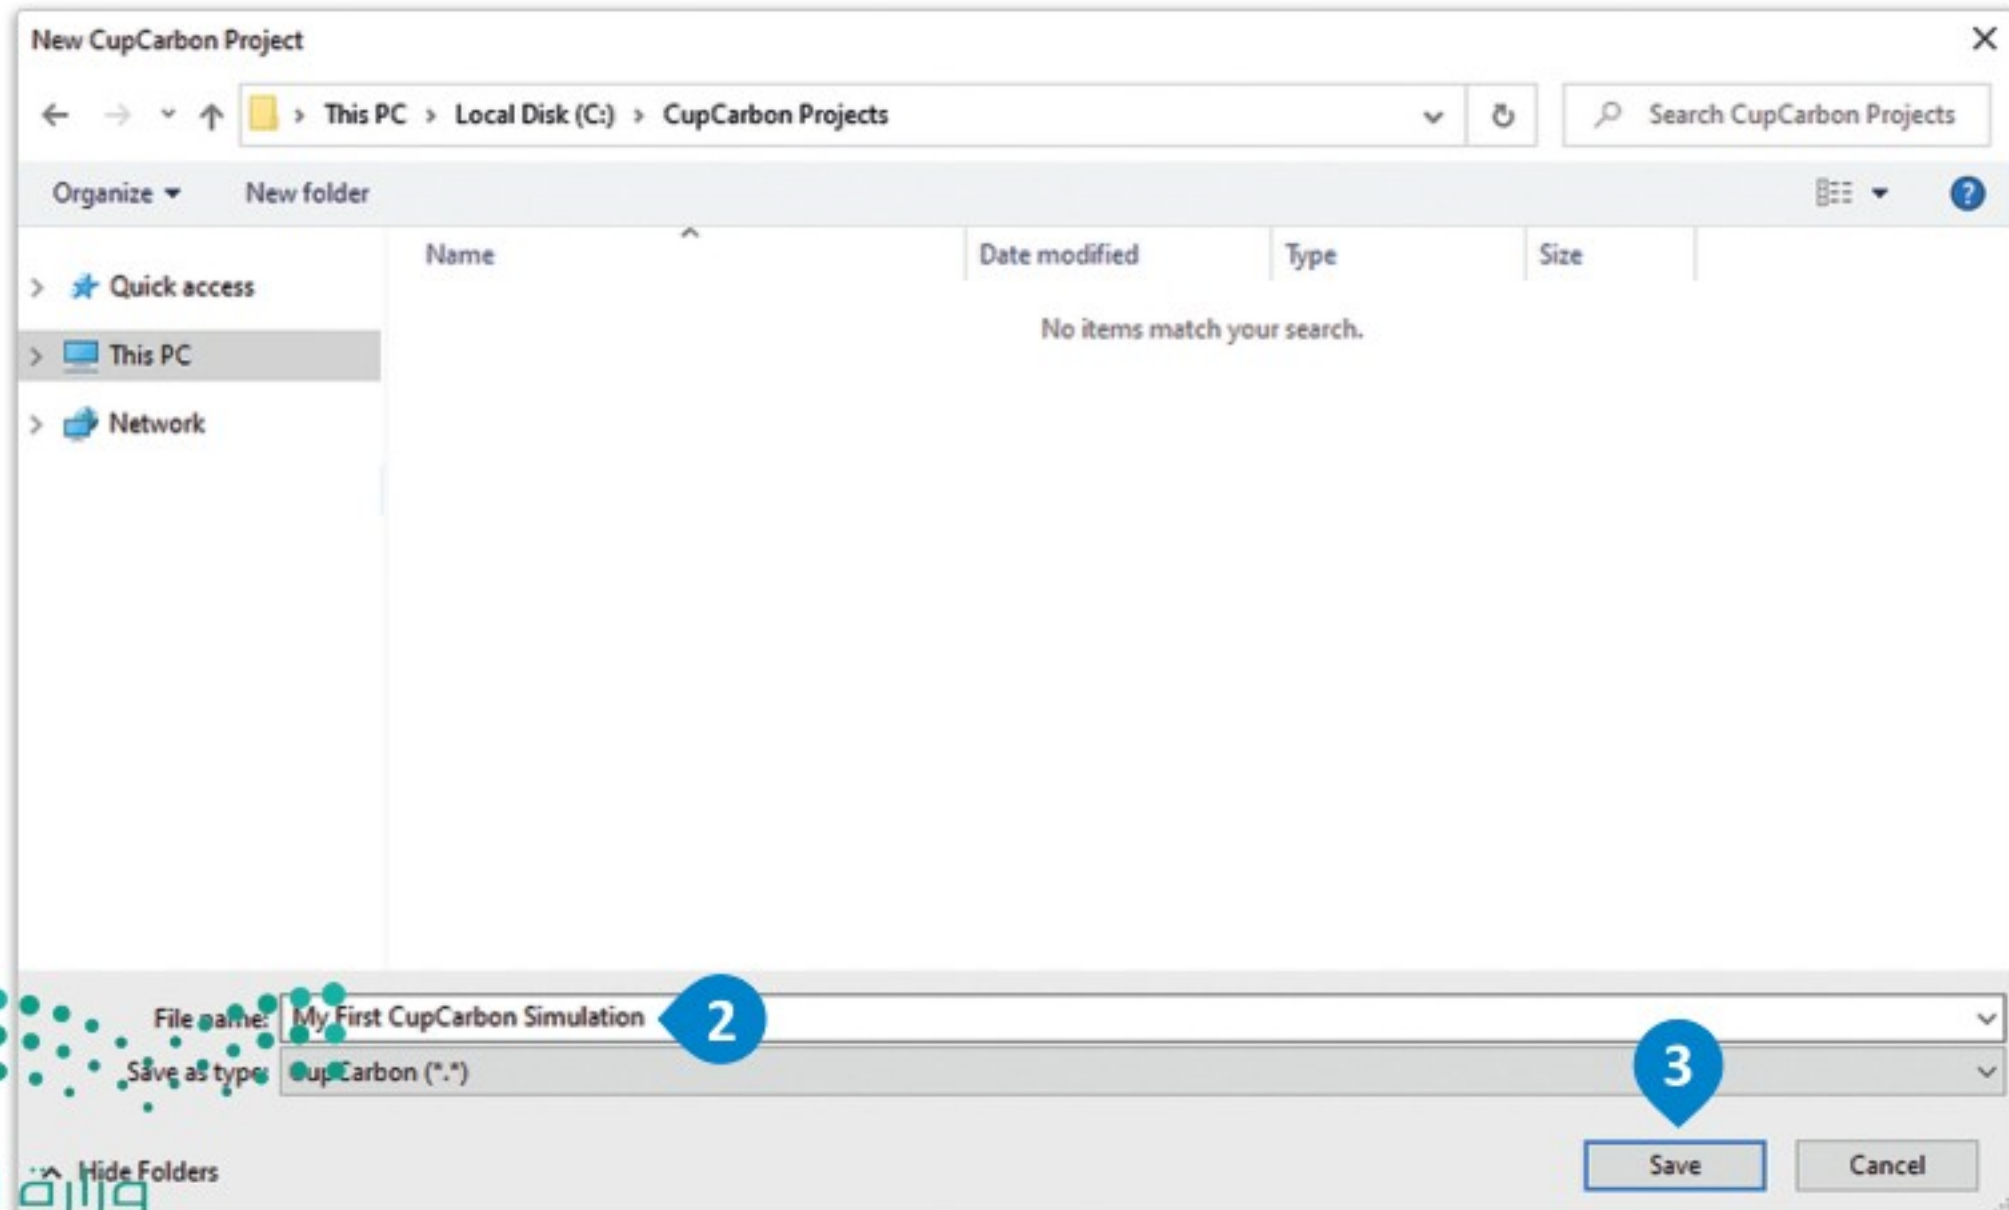 New CupCarbon Project
This PC > Local Disk (C:) > CupCarbon Projects
Search CupCarbon Projects
Organize
New folder
Name
Date modified
Type
Size
Quick access
This PC
Network
No items match your search.
File name: My First CupCarbon Simulation
2
Save as type: CupCarbon (*.*)
3
Hide Folders
Save
Cancel
وزارة